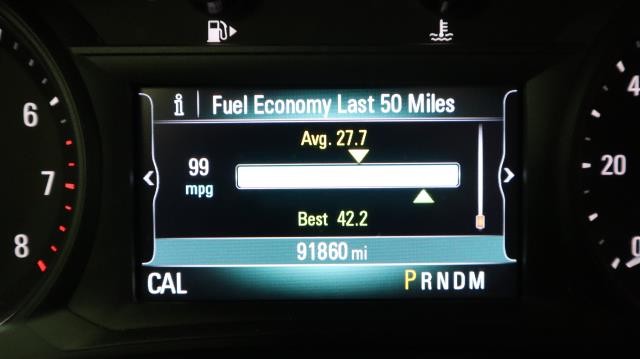 i Fuel Economy Last 50 Miles
Avg. 27.7
99
mpg
Best 42.2
91860 mi
CAL
PRNDM
6
7
8
20